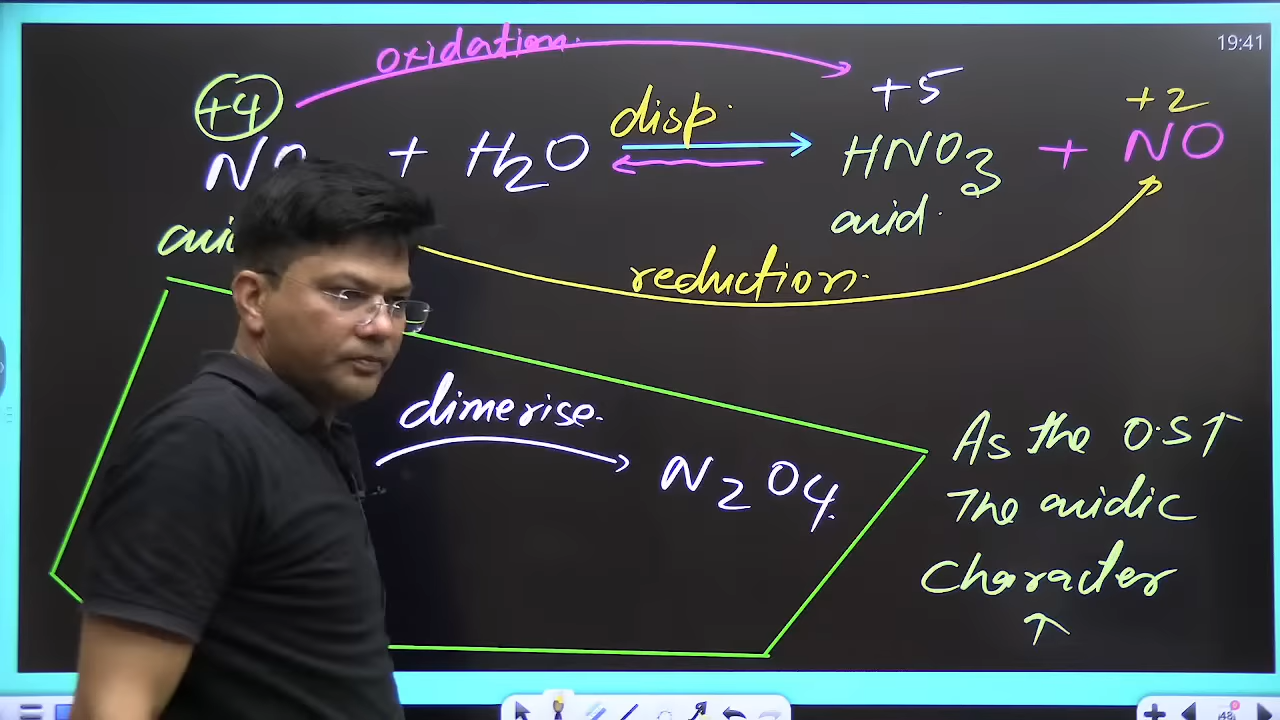 19:41
oxidation.
+4
+5
+2
disp.
+ H2O ⇌ HNO3 + NO
acid.
reduction.
dimerise.
N2O4.
As the O.S↑
The acidic
character
↑
48